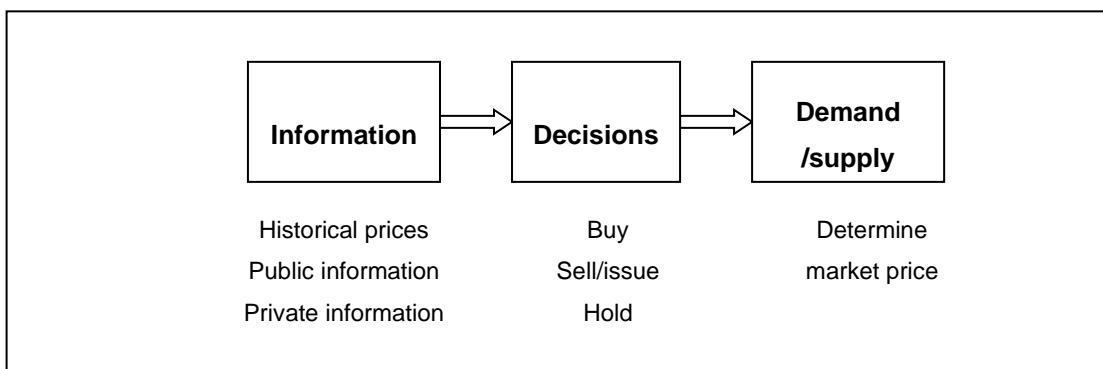 Information
Decisions
Demand
/supply
Historical prices
Public information
Private information
Buy
Sell/issue
Hold
Determine
market price